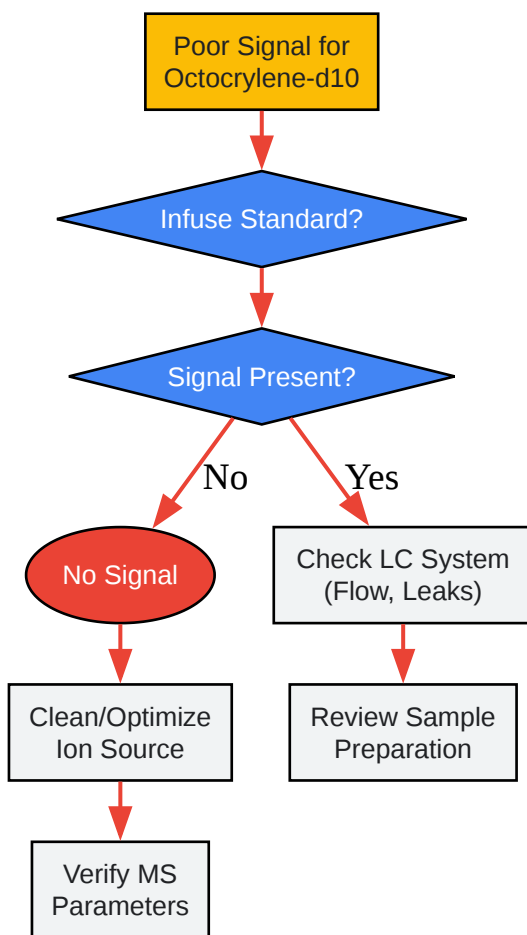 Poor Signal for
Octocrylene-d10
Infuse Standard?
Signal Present?
No
Yes
No Signal
Check LC System
(Flow, Leaks)
Clean/Optimize
Ion Source
Review Sample
Preparation
Verify MS
Parameters